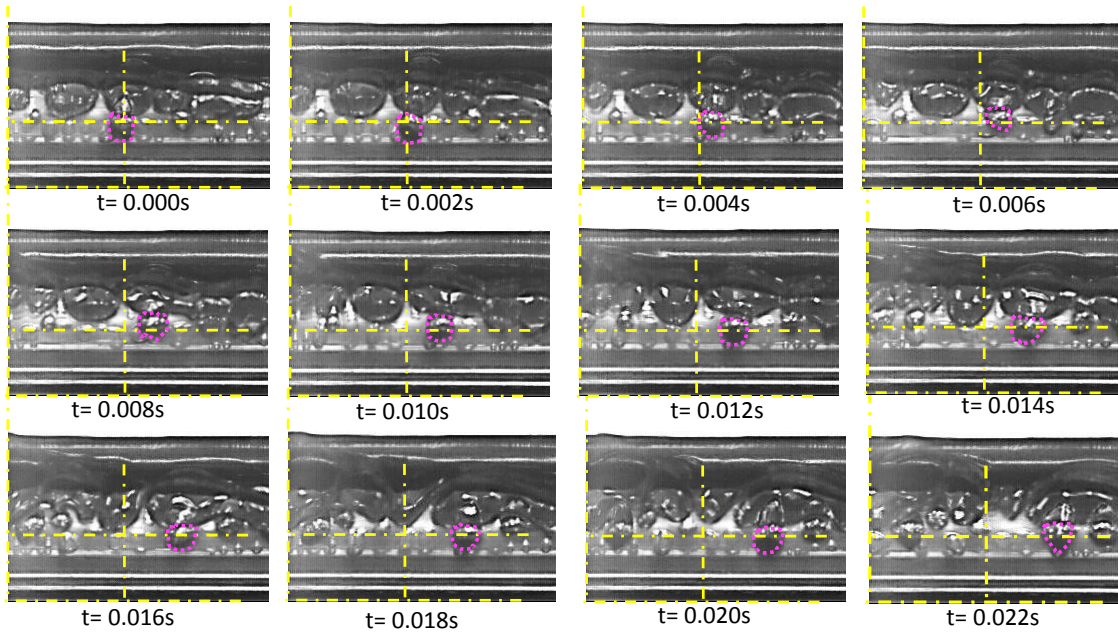 t= 0.000s
t= 0.002s
t= 0.004s
t= 0.006s
t= 0.008s
t= 0.010s
t= 0.012s
t= 0.014s
t= 0.016s
t= 0.018s
t= 0.020s
t= 0.022s